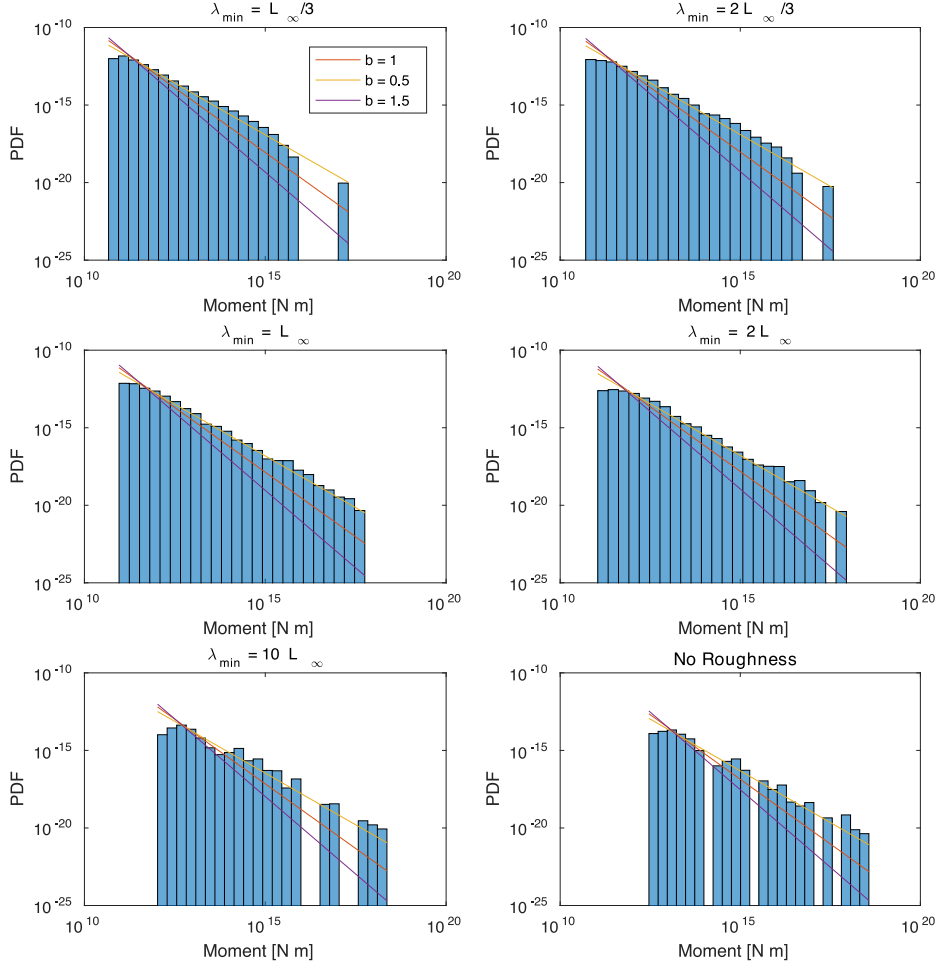 λ min = L ∞ /3
PDF
10 -10
10 -15
10 -20
10 -25
10 10
10 15
10 20
Moment [N m]
b = 1
b = 0.5
b = 1.5
λ min = 2 L ∞ /3
PDF
10 -10
10 -15
10 -20
10 -25
10 10
10 15
10 20
Moment [N m]
λ min = L ∞
PDF
10 -10
10 -15
10 -20
10 -25
10 10
10 15
10 20
Moment [N m]
λ min = 2 L ∞
PDF
10 -10
10 -15
10 -20
10 -25
10 10
10 15
10 20
Moment [N m]
λ min = 10 L ∞
PDF
10 -10
10 -15
10 -20
10 -25
10 10
10 15
10 20
Moment [N m]
No Roughness
PDF
10 -10
10 -15
10 -20
10 -25
10 10
10 15
10 20
Moment [N m]